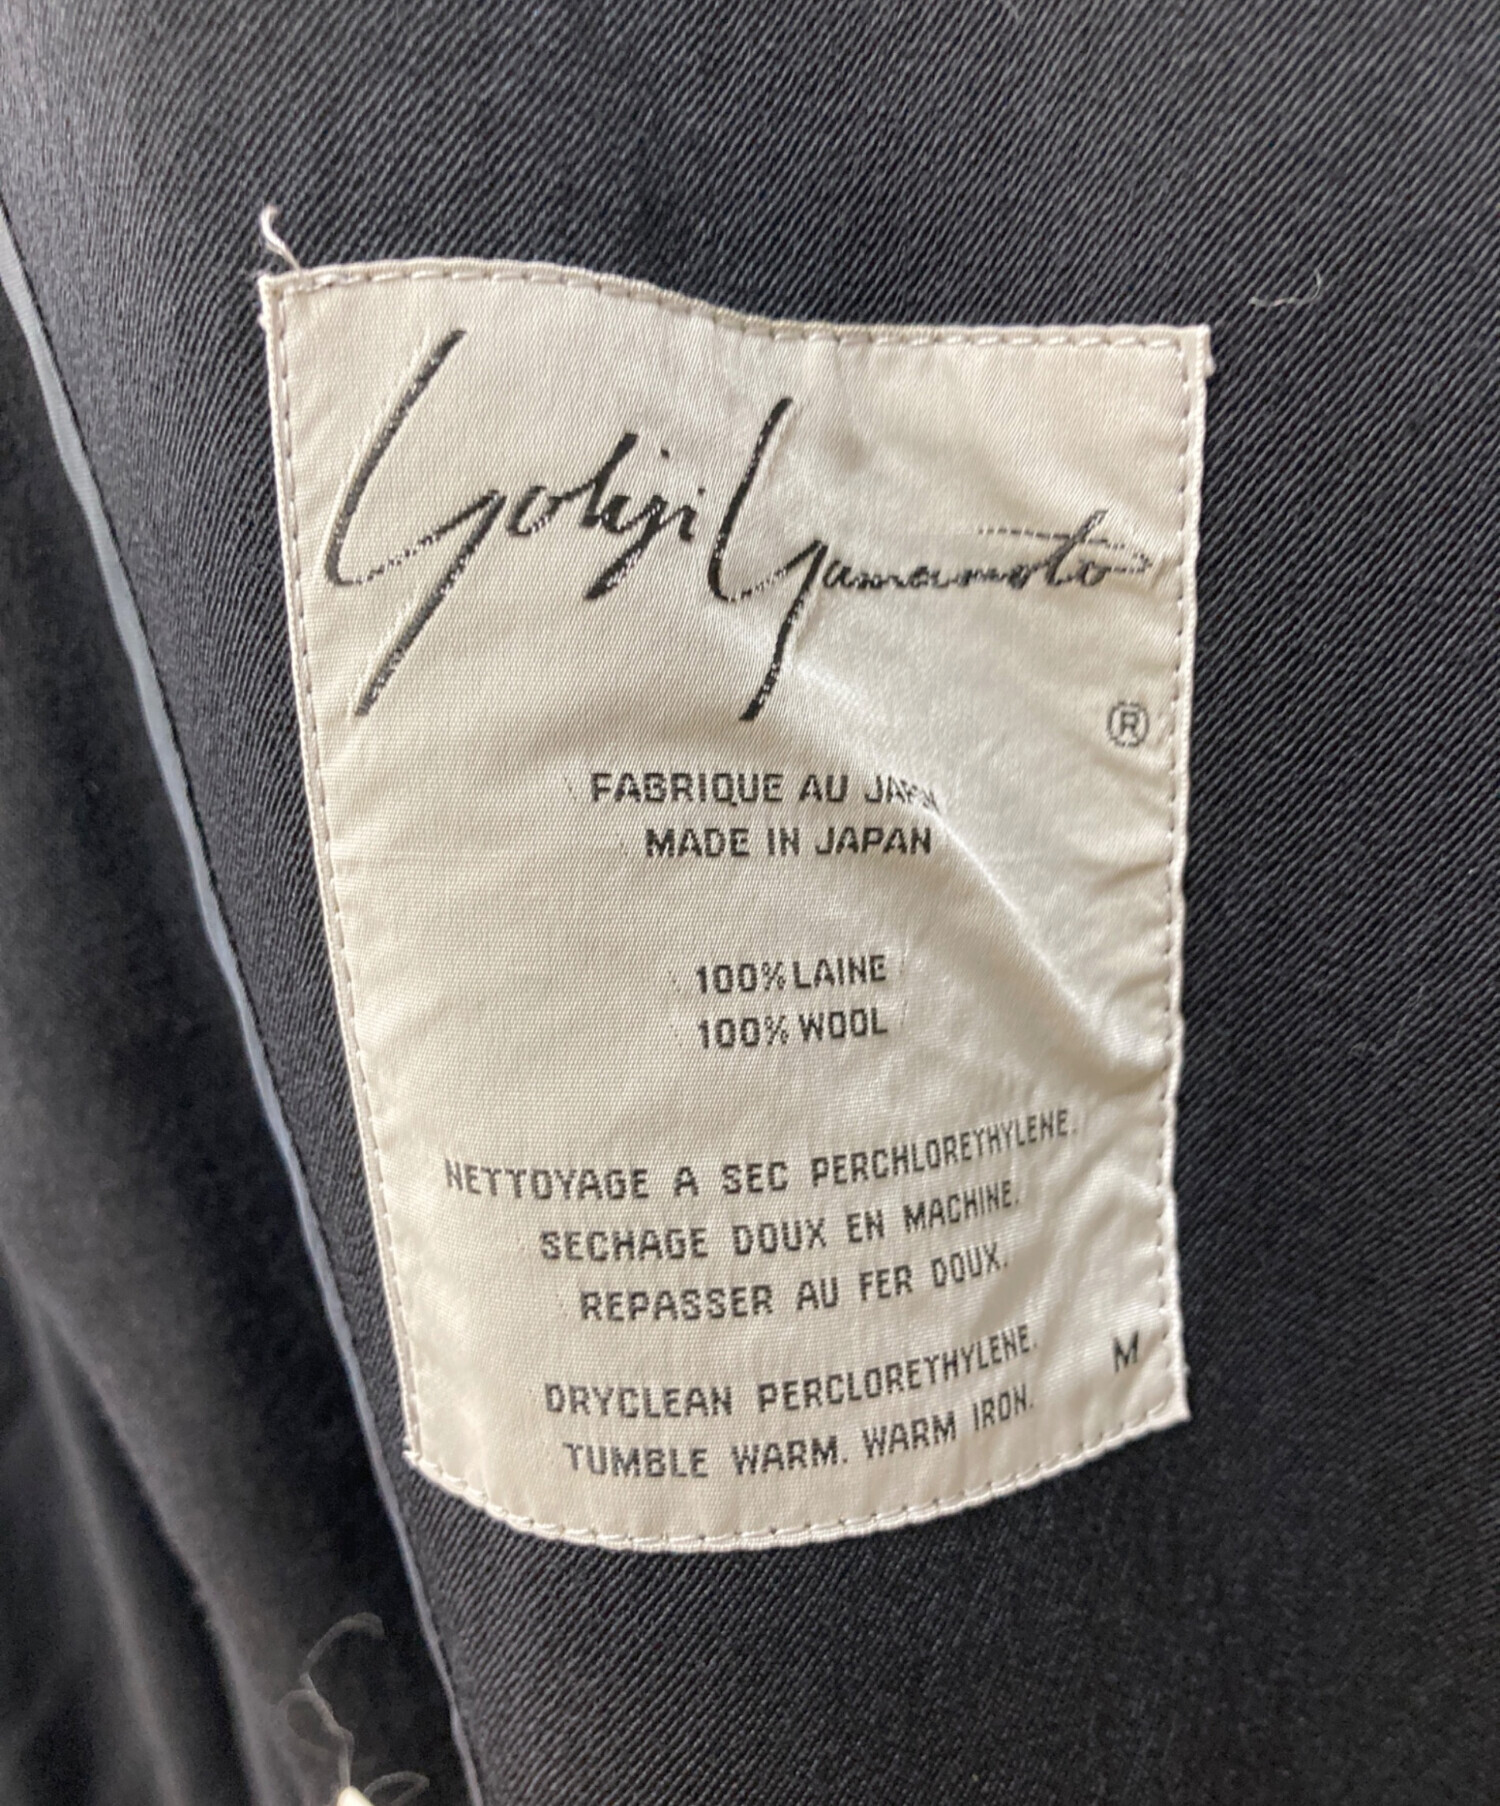 Yohji Yamamoto
®
FABRIQUE AU JAPON
MADE IN JAPAN
100% LAINE
100% WOOL
NETTOYAGE A SEC PERCHLORETHYLENE.
SECHAGE DOUX EN MACHINE.
REPASSER AU FER DOUX.
DRYCLEAN PERCLORETHYLENE.
TUMBLE WARM. WARM IRON.
M